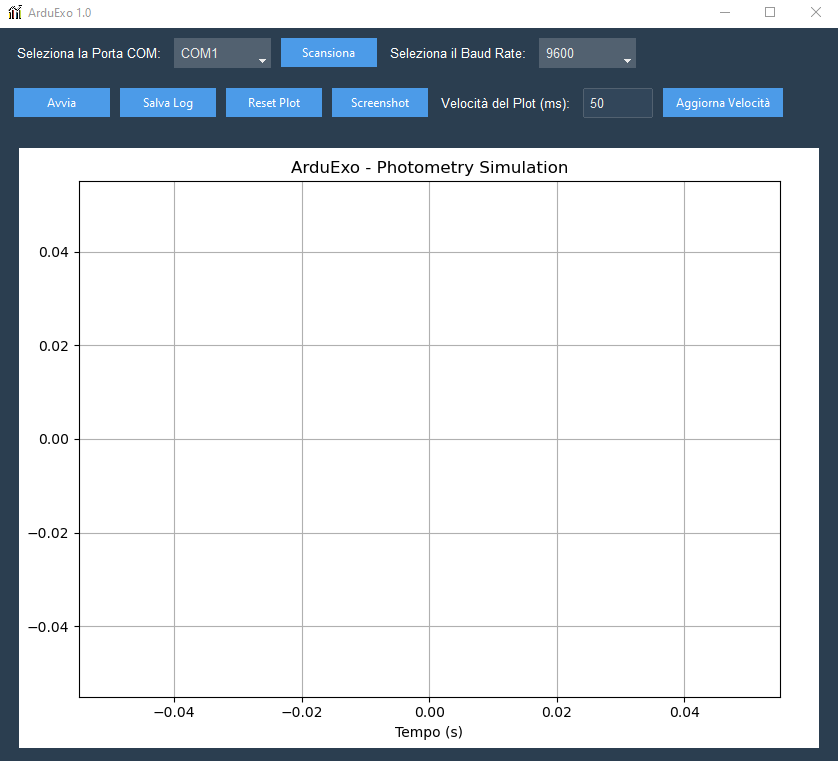 ArduExo 1.0
Seleziona la Porta COM: COM1 Scansiona Seleziona il Baud Rate: 9600
Avvia Salva Log Reset Plot Screenshot Velocità del Plot (ms): 50 Aggiorna Velocità
ArduExo - Photometry Simulation
0.04
0.02
0.00
−0.02
−0.04
−0.04 −0.02 0.00 0.02 0.04
Tempo (s)